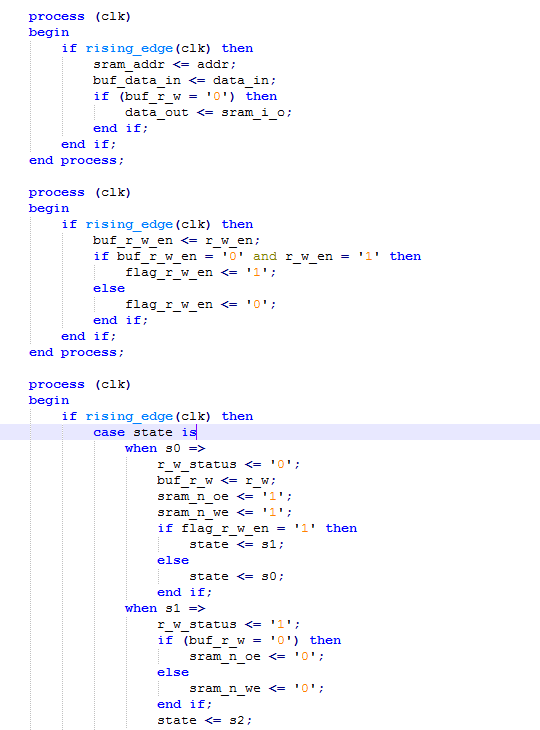 process (clk)
begin
    if rising_edge(clk) then
        sram_addr <= addr;
        buf_data_in <= data_in;
        if (buf_r_w = '0') then
            data_out <= sram_i_o;
        end if;
    end if;
end process;

process (clk)
begin
    if rising_edge(clk) then
        buf_r_w_en <= r_w_en;
        if buf_r_w_en = '0' and r_w_en = '1' then
            flag_r_w_en <= '1';
        else
            flag_r_w_en <= '0';
        end if;
    end if;
end process;

process (clk)
begin
    if rising_edge(clk) then
        case state is
            when s0 =>
                r_w_status <= '0';
                buf_r_w <= r_w;
                sram_n_oe <= '1';
                sram_n_we <= '1';
                if flag_r_w_en = '1' then
                    state <= s1;
                else
                    state <= s0;
                end if;
            when s1 =>
                r_w_status <= '1';
                if (buf_r_w = '0') then
                    sram_n_oe <= '0';
                else
                    sram_n_we <= '0';
                end if;
                state <= s2;